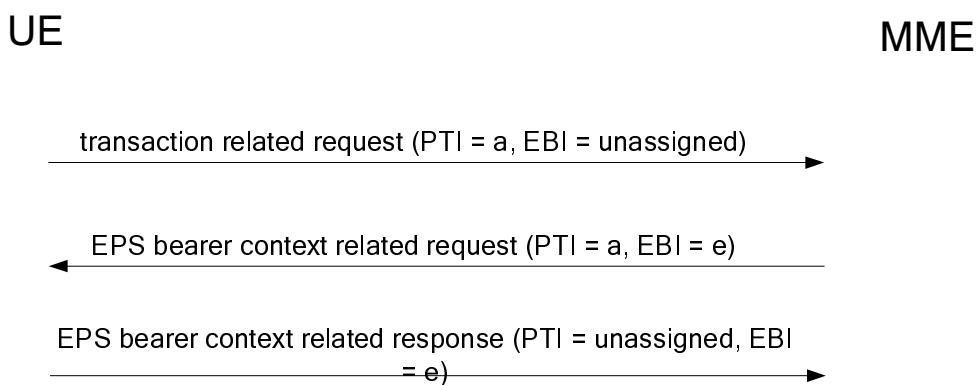 UE
MME
transaction related request (PTI = a, EBI = unassigned)
EPS bearer context related request (PTI = a, EBI = e)
EPS bearer context related response (PTI = unassigned, EBI
= e)